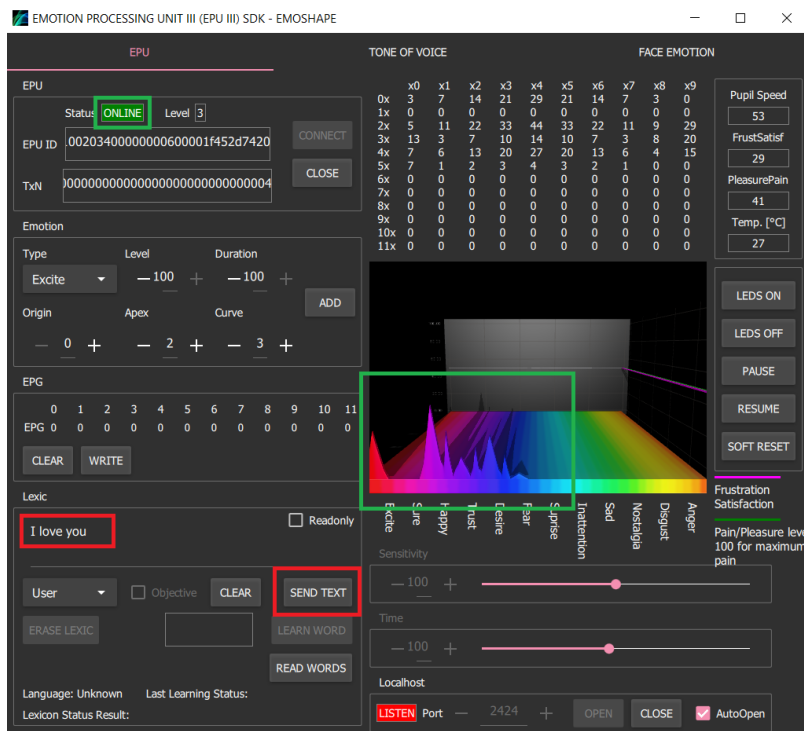 EMOTION PROCESSING UNIT III (EPU III) SDK - EMOSHAPE
EPU
TONE OF VOICE
FACE EMOTION
EPU
Status ONLINE Level 3
EPU ID .00203400000000600001f452d7420 CONNECT
TxN 0000000000000000000000000000004 CLOSE
Emotion
Type Level Duration
Excite 100 + 100 +
ADD
Origin Apex Curve
0 + 2 + 3 +
EPG
0 1 2 3 4 5 6 7 8 9 10 11
EPG 0 0 0 0 0 0 0 0 0 0 0 0
CLEAR WRITE
Lexic
I love you
Readonly
User Objective CLEAR SEND TEXT
ERASE LEXIC LEARN WORD
READ WORDS
Language: Unknown Last Learning Status:
Lexicon Status Result:
x0 x1 x2 x3 x4 x5 x6 x7 x8 x9
0x 3 7 14 21 29 21 14 7 3 0
1x 0 0 0 0 0 0 0 0 0 0
2x 5 11 22 33 44 33 22 11 9 29
3x 13 3 7 10 14 10 7 3 8 20
4x 7 6 13 20 27 20 13 6 4 15
5x 7 1 2 3 4 3 2 1 0 0
6x 0 0 0 0 0 0 0 0 0 0
7x 0 0 0 0 0 0 0 0 0 0
8x 0 0 0 0 0 0 0 0 0 0
9x 0 0 0 0 0 0 0 0 0 0
10x 0 0 0 0 0 0 0 0 0 0
11x 0 0 0 0 0 0 0 0 0 0
Excite
Sure
Happy
Trust
Desire
Fear
Suprise
Inattention
Sad
Nostalgia
Disgust
Anger
Sensitivity
100 +
Time
100 +
Localhost
LISTEN Port 2424 + OPEN CLOSE AutoOpen
Pupil Speed
53
FrustSatisf
29
PleasurePain
41
Temp. [°C]
27
LEDS ON
LEDS OFF
PAUSE
RESUME
SOFT RESET
Frustration
Satisfaction
Pain/Pleasure leve
100 for maximum
pain